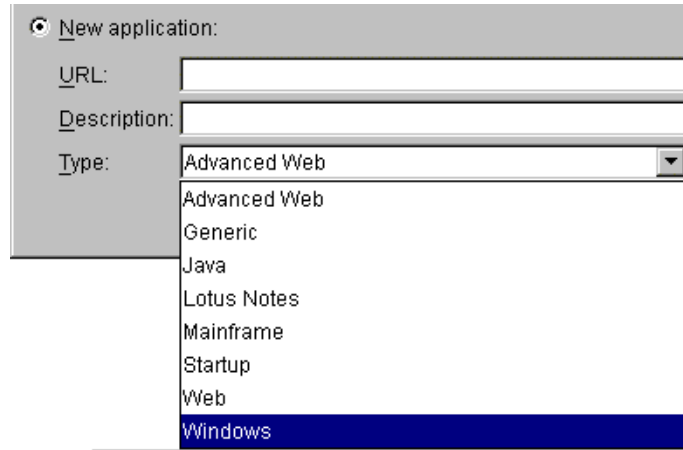 New application:
URL:
Description:
Type: Advanced Web
Advanced Web
Generic
Java
Lotus Notes
Mainframe
Startup
Web
Windows